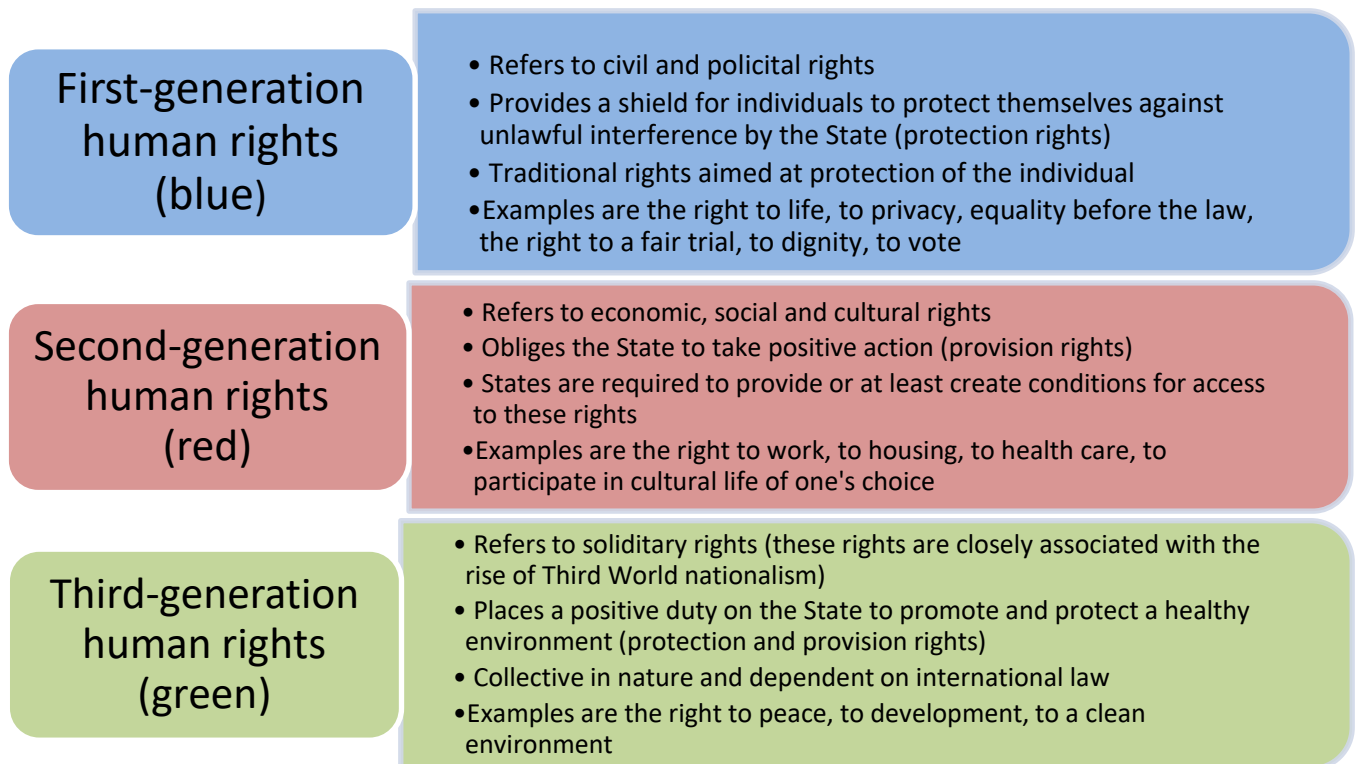 First-generation
human rights
(blue)
• Refers to civil and policital rights
• Provides a shield for individuals to protect themselves against
unlawful interference by the State (protection rights)
• Traditional rights aimed at protection of the individual
•Examples are the right to life, to privacy, equality before the law,
the right to a fair trial, to dignity, to vote
Second-generation
human rights
(red)
• Refers to economic, social and cultural rights
• Obliges the State to take positive action (provision rights)
• States are required to provide or at least create conditions for access
to these rights
•Examples are the right to work, to housing, to health care, to
participate in cultural life of one's choice
Third-generation
human rights
(green)
• Refers to soliditary rights (these rights are closely associated with the
rise of Third World nationalism)
• Places a positive duty on the State to promote and protect a healthy
environment (protection and provision rights)
• Collective in nature and dependent on international law
•Examples are the right to peace, to development, to a clean
environment